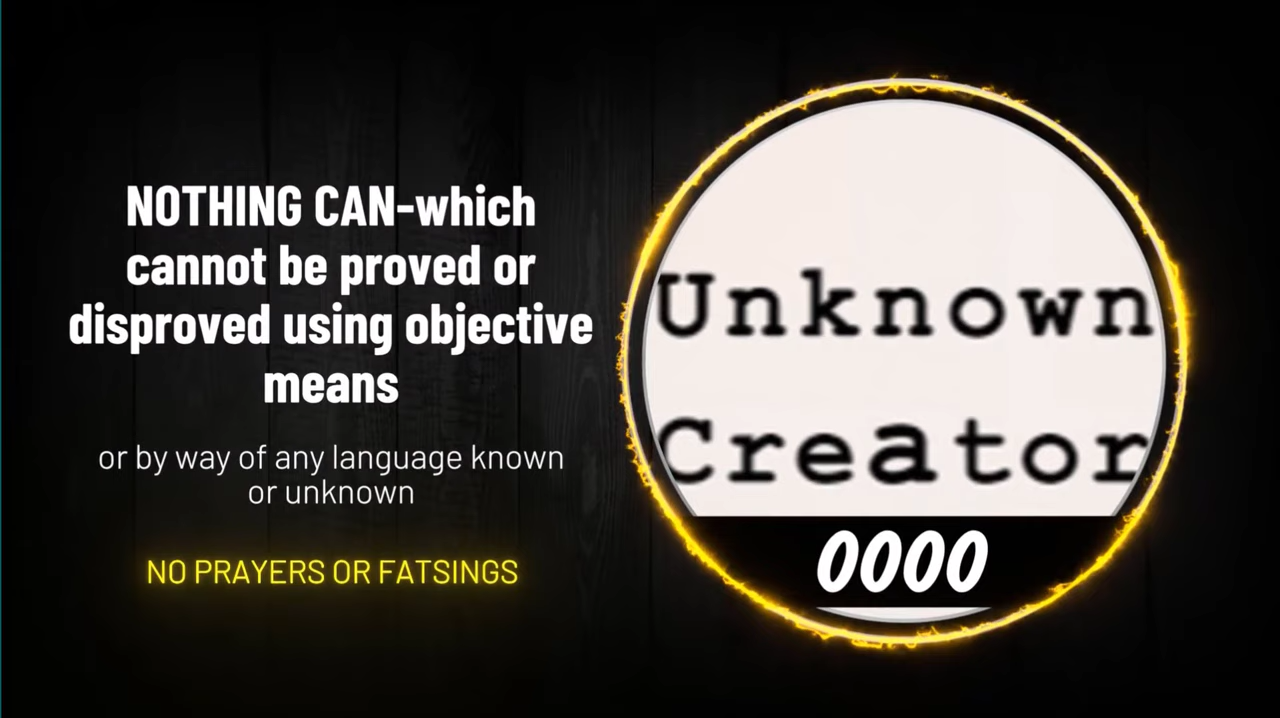 NOTHING CAN-which
cannot be proved or
disproved using objective
means
or by way of any language known
or unknown
NO PRAYERS OR FATSINGS
Unknown
Creator
0000